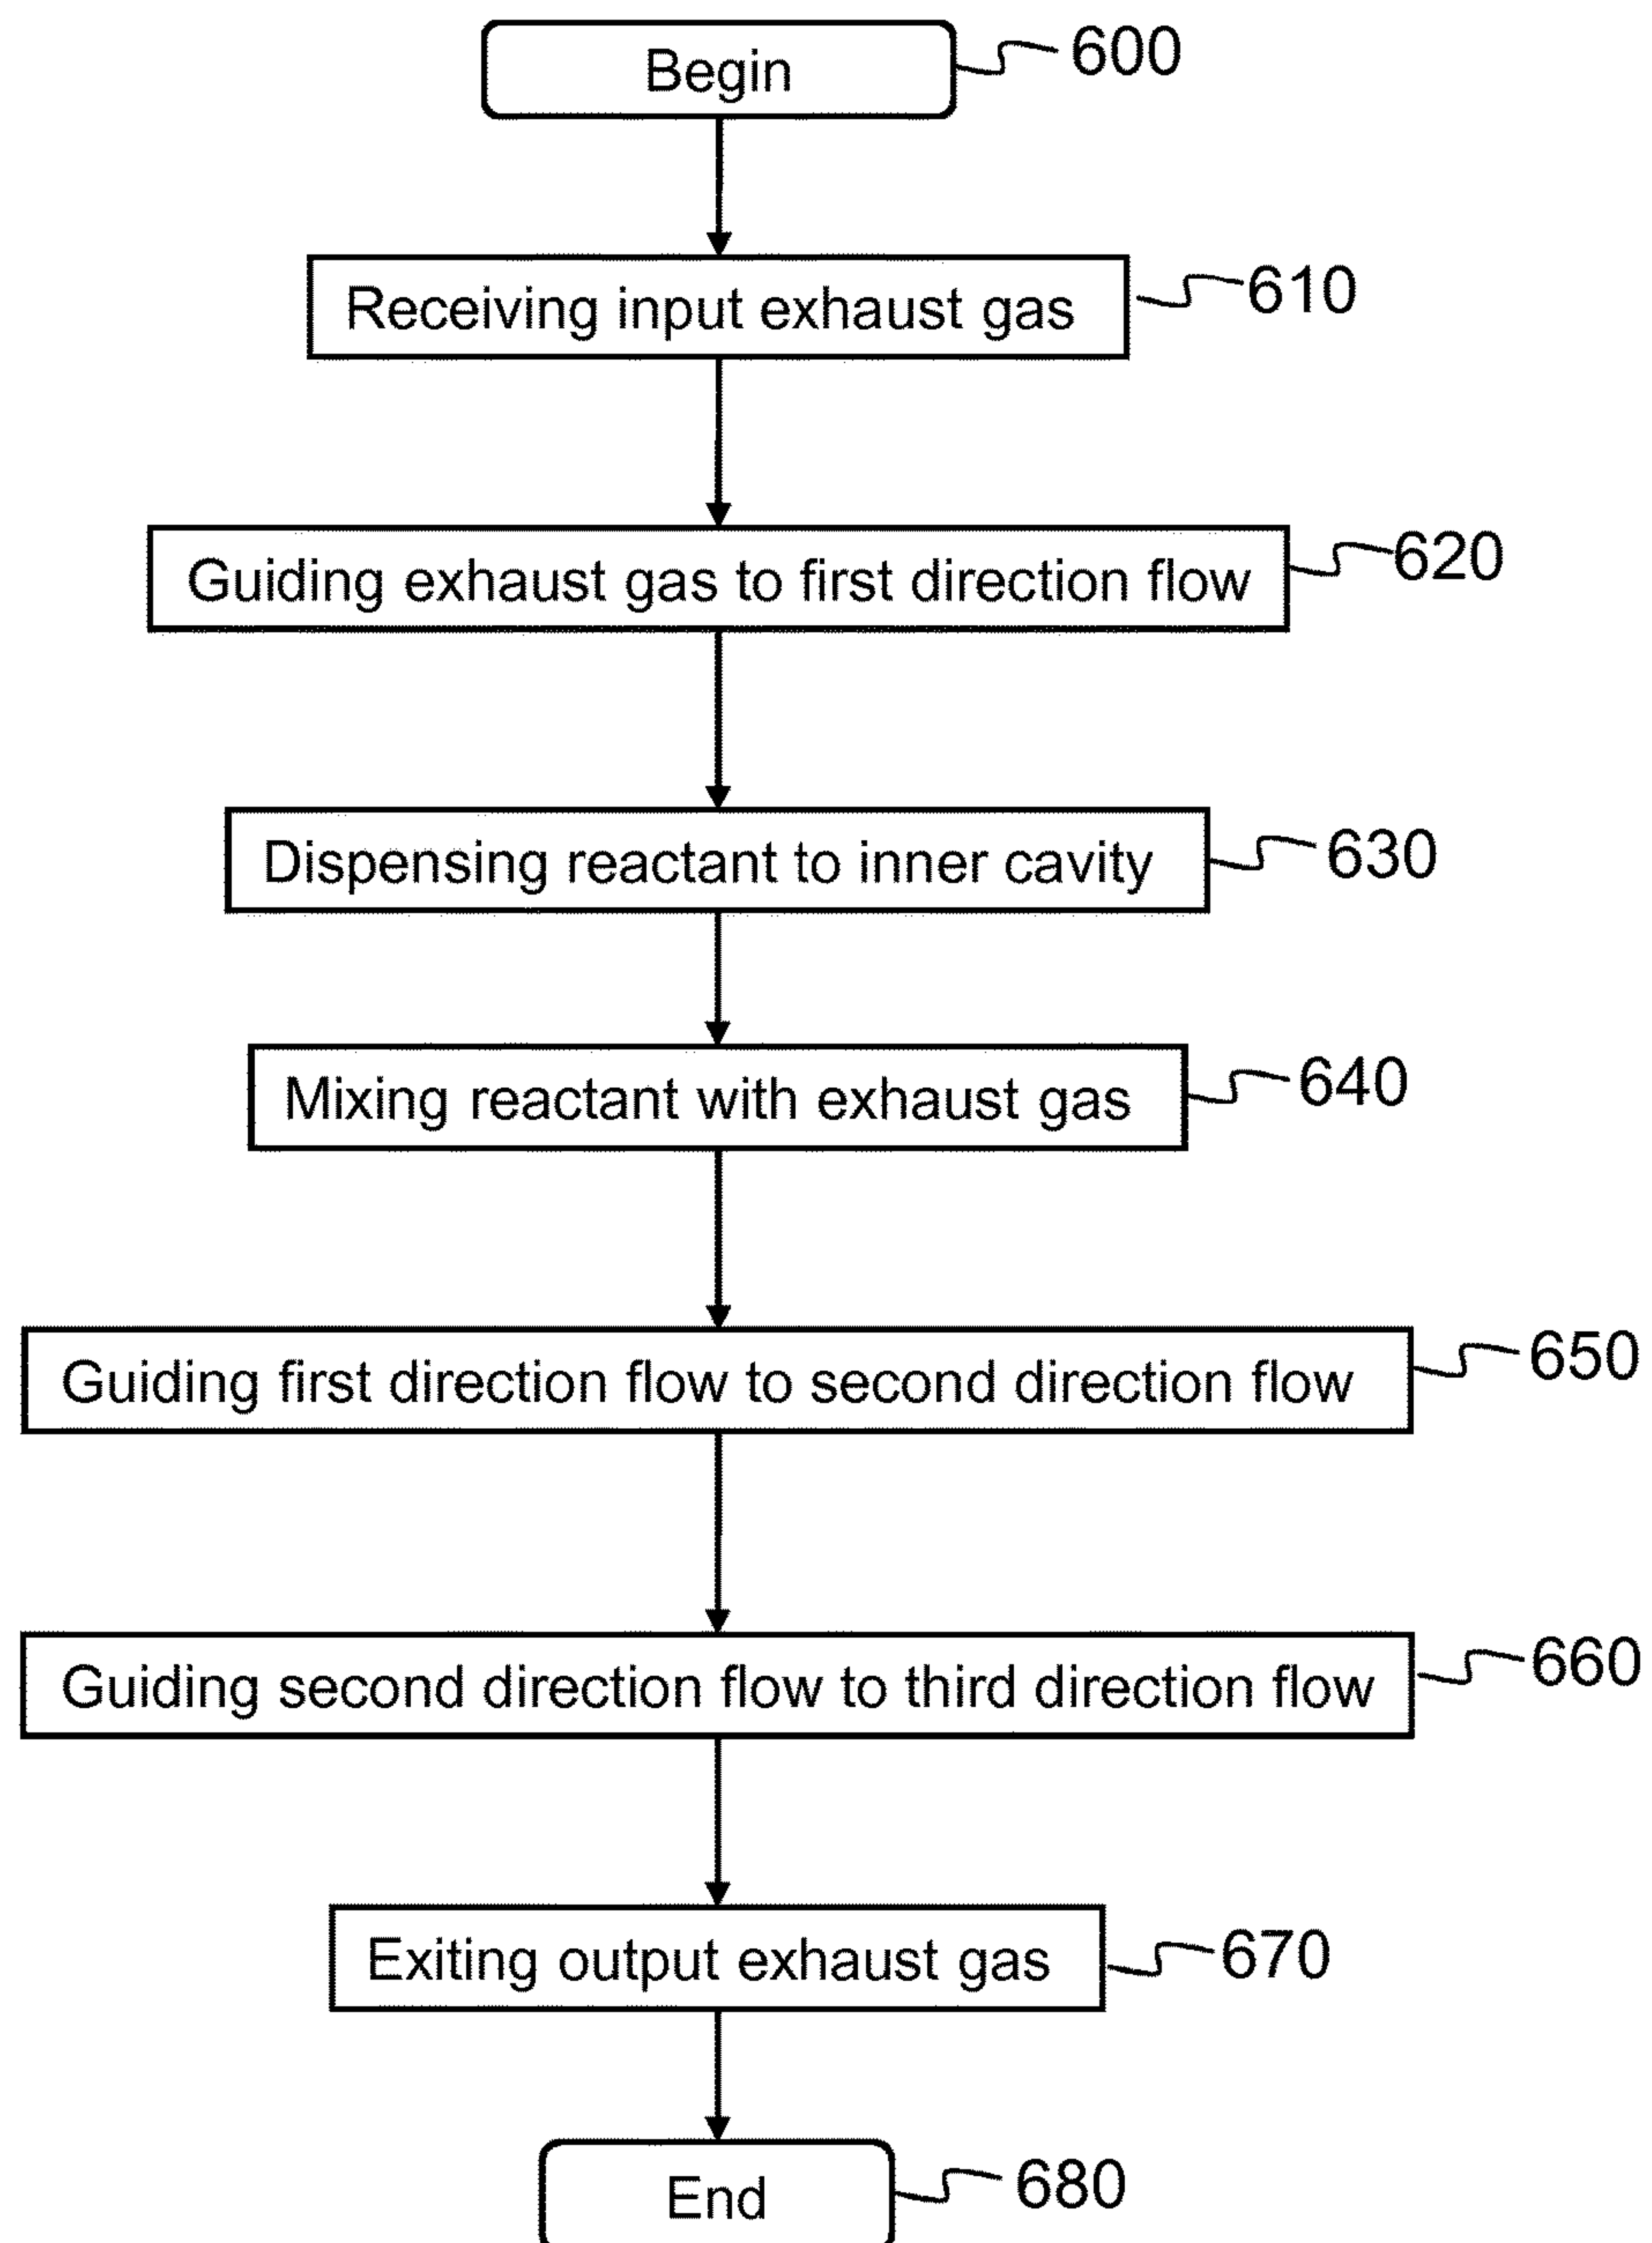 Begin 600
Receiving input exhaust gas 610
Guiding exhaust gas to first direction flow 620
Dispensing reactant to inner cavity 630
Mixing reactant with exhaust gas 640
Guiding first direction flow to second direction flow 650
Guiding second direction flow to third direction flow 660
Exiting output exhaust gas 670
End 680